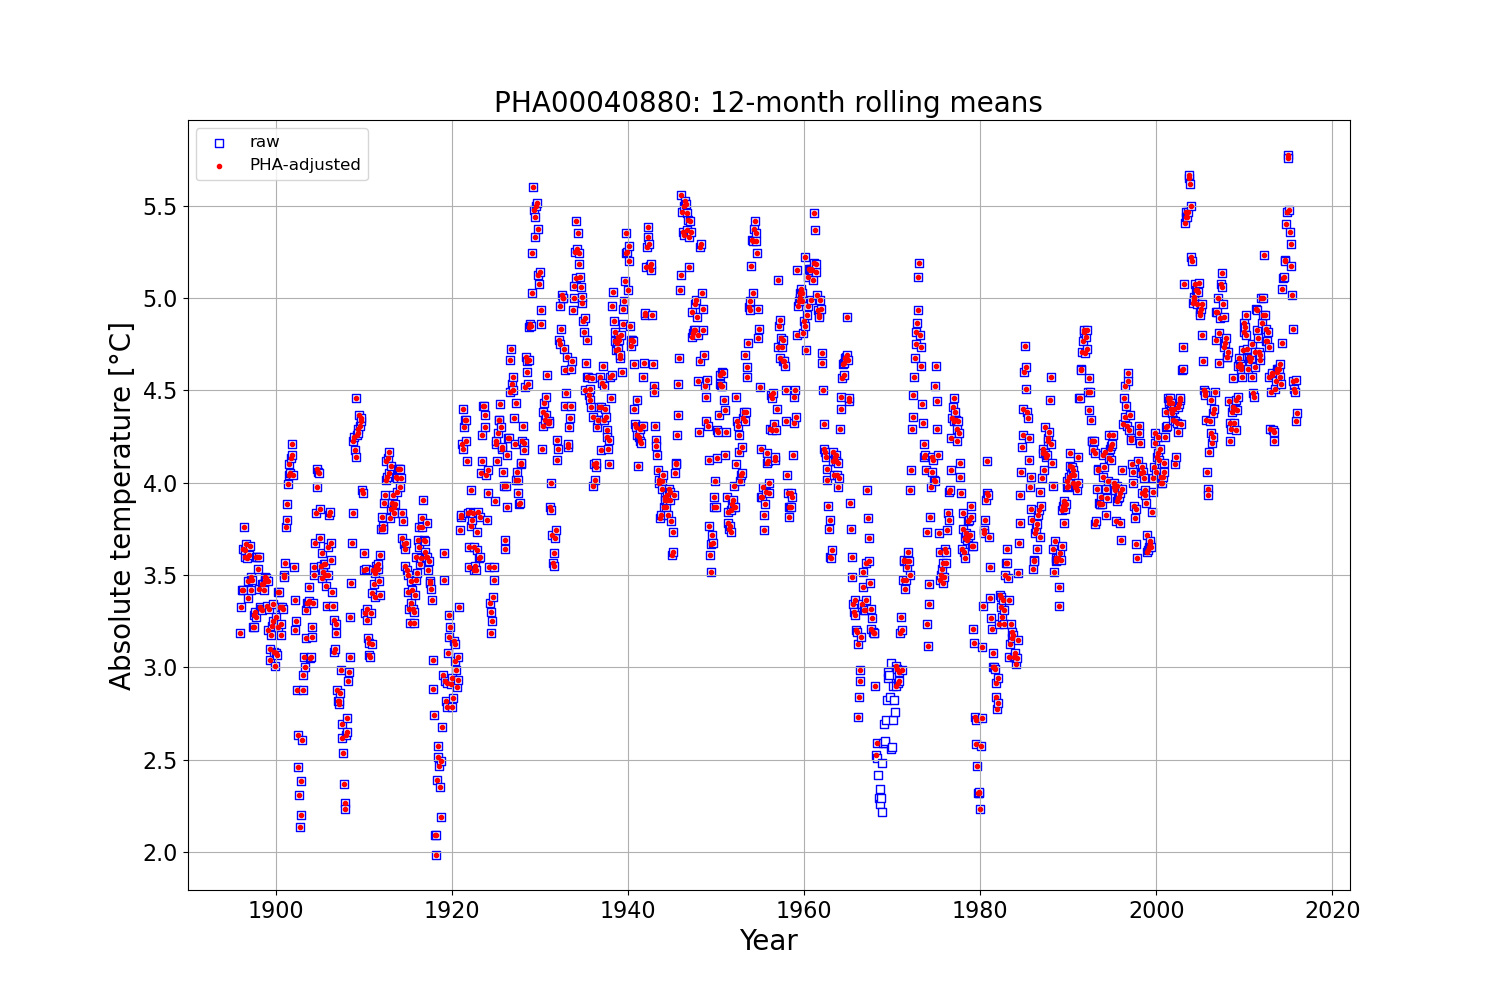 PHA00040880: 12-month rolling means
raw
PHA-adjusted
Absolute temperature [°C]
5.5
5.0
4.5
4.0
3.5
3.0
2.5
2.0
1900 1920 1940 1960 1980 2000 2020
Year